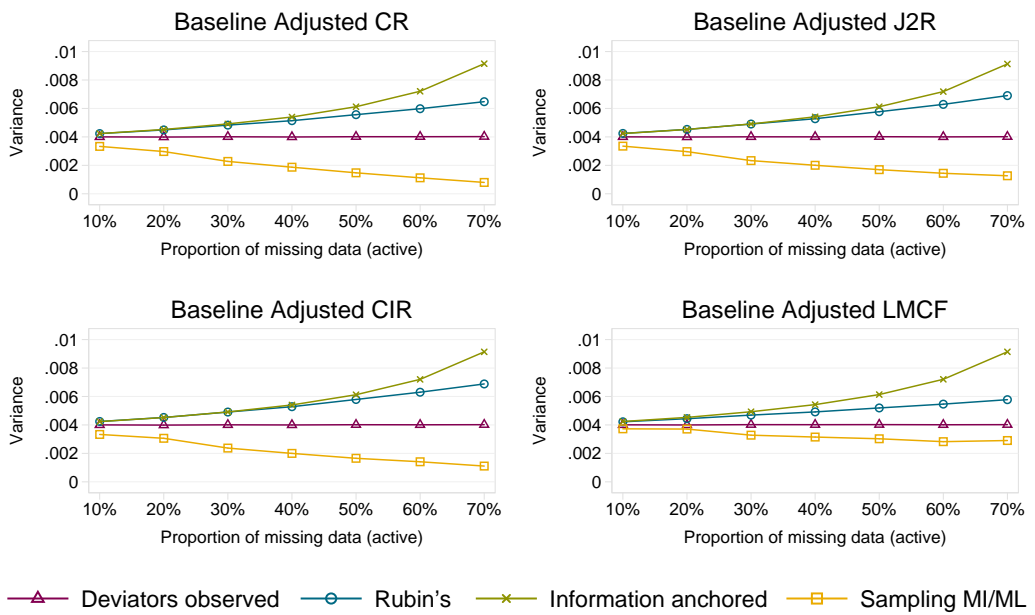 Baseline Adjusted CR
Baseline Adjusted J2R
.01
.008
.006
.004
.002
0
Variance
10% 20% 30% 40% 50% 60% 70%
Proportion of missing data (active)
.01
.008
.006
.004
.002
0
Variance
10% 20% 30% 40% 50% 60% 70%
Proportion of missing data (active)
Baseline Adjusted CIR
Baseline Adjusted LMCF
.01
.008
.006
.004
.002
0
Variance
10% 20% 30% 40% 50% 60% 70%
Proportion of missing data (active)
.01
.008
.006
.004
.002
0
Variance
10% 20% 30% 40% 50% 60% 70%
Proportion of missing data (active)
Deviators observed Rubin's Information anchored Sampling MI/ML